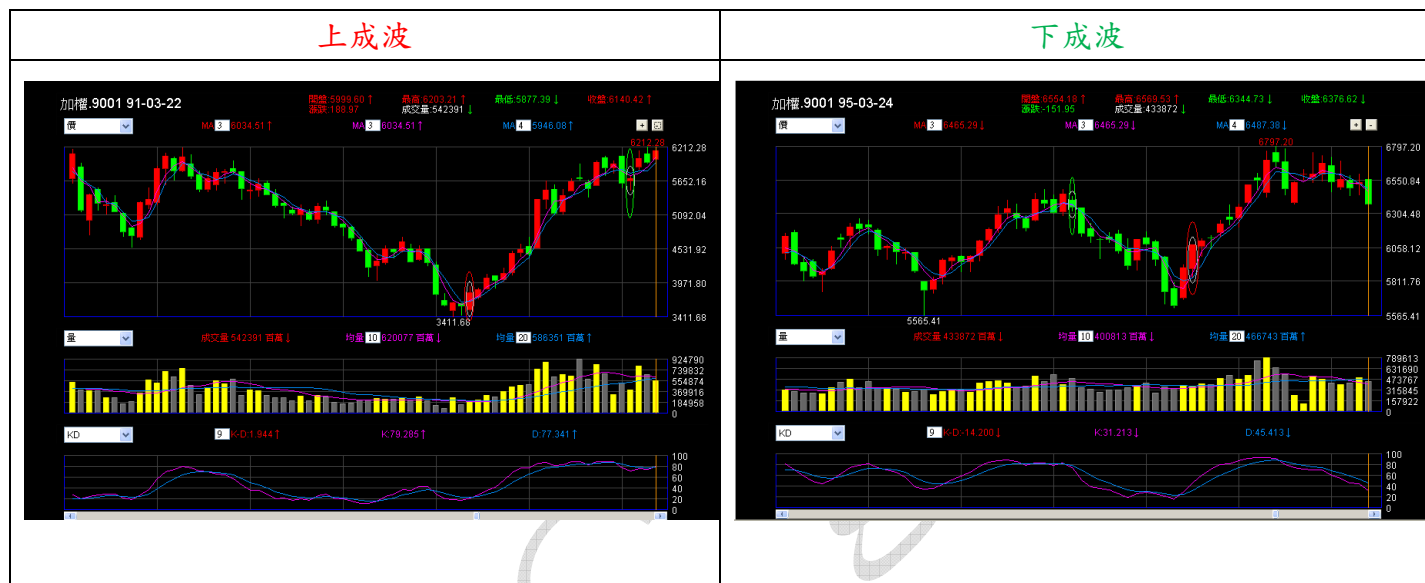 上成波
下成波
加權.9001 91-03-22
開盤:5999.60↑ 最高:6203.21↑ 最低:5877.39↓ 收盤:6140.42↑
漲跌:188.97 成交量:542391↓
價 MA 3 6034.51↑ MA 3 6034.51↑ MA 4 5946.08↑
6212.28
6212.28
5652.16
5092.04
4531.92
3971.80
3411.68
3411.68
量 成交量 542391 百萬↓ 均量 10 620077 百萬↓ 均量 20 586351 百萬↑
924790
739832
554874
369916
184958
0
KD 9 K-D:1.944↑ K:79.285↑ D:77.341↑
100
80
60
40
20
0
加權.9001 95-03-24
開盤:6554.18↑ 最高:6569.53↑ 最低:6344.73↓ 收盤:6376.62↓
漲跌:-151.95 成交量:433872↓
價 MA 3 6465.29↓ MA 3 6465.29↓ MA 4 6487.38↓
6797.20
6797.20
6550.84
6304.48
6058.12
5811.76
5565.41
5565.41
量 成交量 433872 百萬↓ 均量 10 400813 百萬↓ 均量 20 466743 百萬↑
789613
631690
473767
315845
157922
0
KD 9 K-D:-14.200↓ K:31.213↓ D:45.413↓
100
80
60
40
20
0